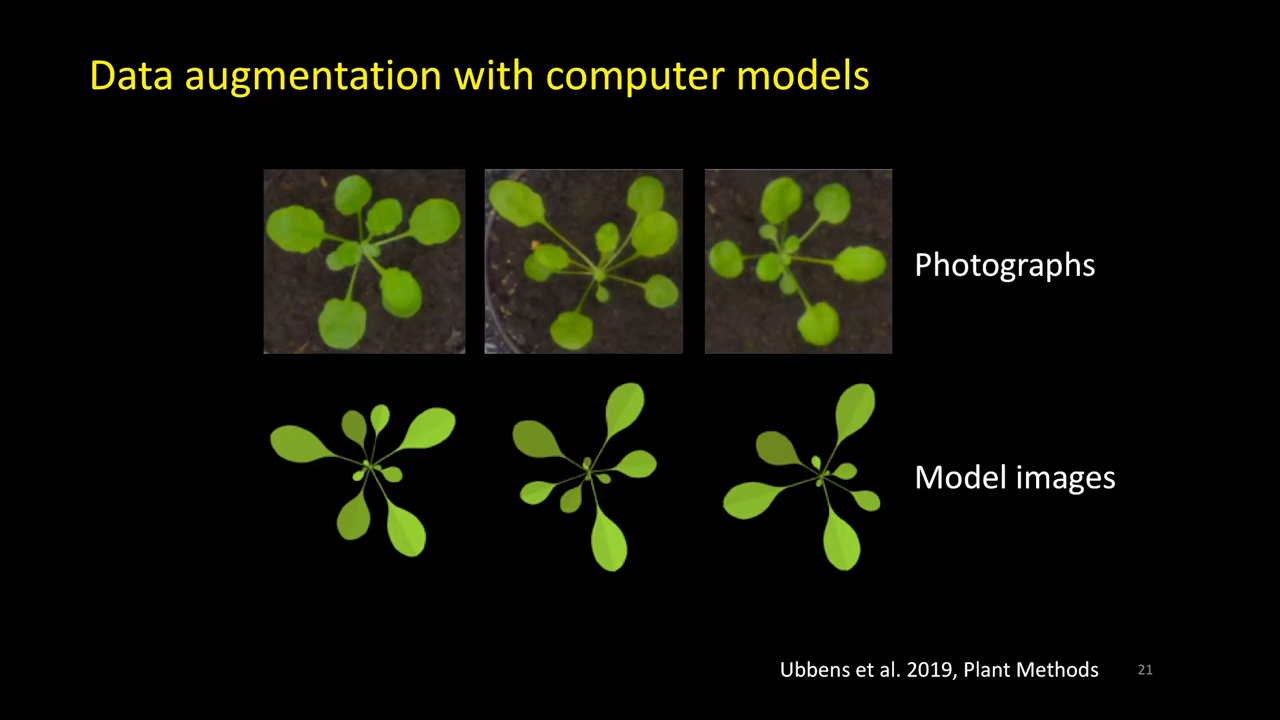 Data augmentation with computer models
Photographs
Model images
Ubbens et al. 2019, Plant Methods
21